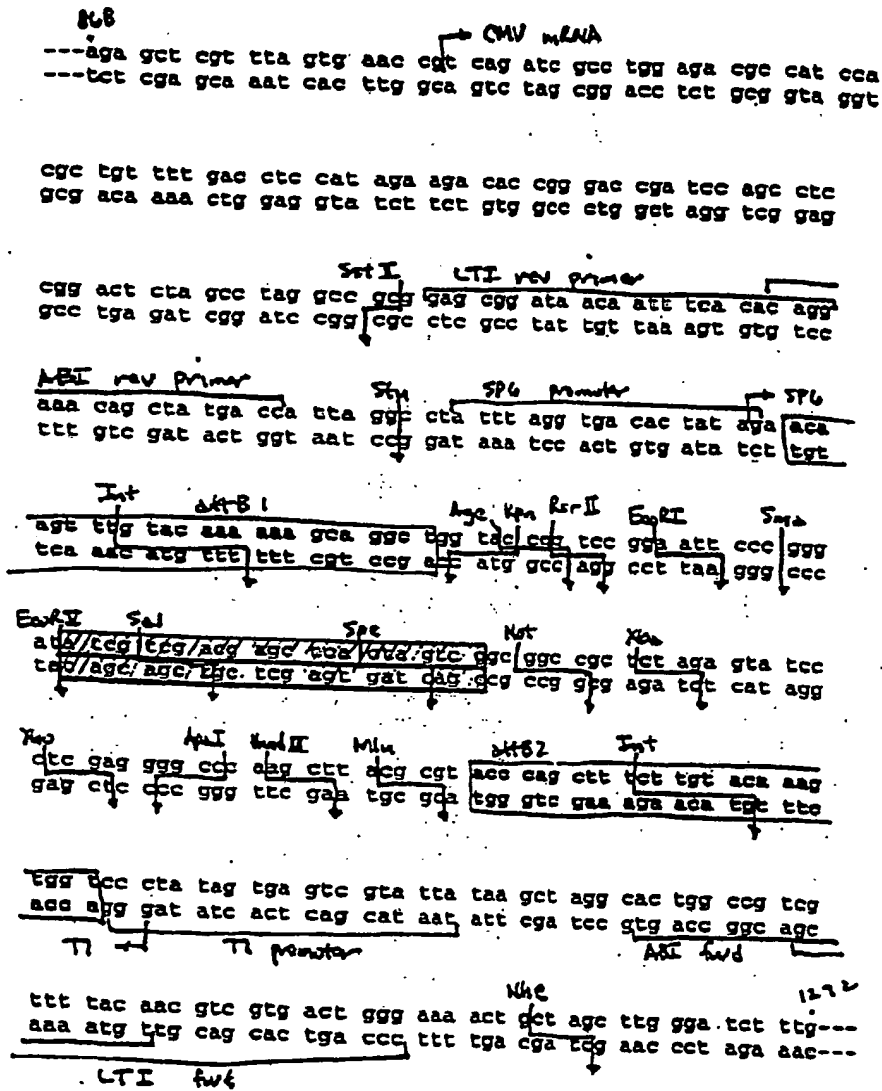 868
CMV mRNA
---aga gct cgt tta gtg aac cgt cag atc gcc tgg aga cgc cat cca
---tct cga gca aat cac ttg gca gtc tag cgg acc tct gcg gta ggt
cgc tgt ttt gac ctc cat aga aga cac cgg gac cga tcc agc ctc
gcg aca aaa ctg gag gta tct tct gtg gcc ctg gct agg tcg gag
Sst II LTI rev primer
cgg act cta gcc tag gcc gcg gag cgg ata aca att tca cac agg
gcc tga gat cgg atc cgg cgc ctc gcc tat tgt taa agt gtg tcc
ABI rev primer Stu SP6 promoter SP6
aaa cag cta tga cca tta ggc cta ttt agg tga cac tat aga aca
ttt gtc gat act ggt aat ccg gat aaa tcc act gtg ata tct tgt
Int attB1 Age Kpn RsrII EcoRI Sma
agt ttg tac aaa aaa gca ggc tgg tac cgg tcc gga att ccc ggg
tca aac atg ttt ttt cgt ccg acc atg gcc agg cct taa ggg ccc
EcoRV Sal Spe Not Xba
ata tcg tcg acg agc tca cta gtc ggc ggc cgc tct aga gta tcc
tat agc agc tgc tcg agt gat cag ccg ccg gcg aga tct cat agg
Xho ApaI HindIII Mlu attB2 Int
ctc gag ggg ccc aag ctt acg cgt acc cag ctt tct tgt aca aag
gag ctc ccc ggg ttc gaa tgc gca tgg gtc gaa aga aca tgt ttc
tgg tcc cta tag tga gtc gta tta taa gct agg cac tgg ccg tcg
acc agg gat atc act cag cat aat att cga tcc gtg acc ggc agc
T7 T7 promoter ABI fwd
Nhe 1292
ttt tac aac gtc gtg act ggg aaa act gct agc ttg gga tct ttg---
aaa atg ttg cag cac tga ccc ttt tga cga tcg aac cct aga aac---
LTI fwd